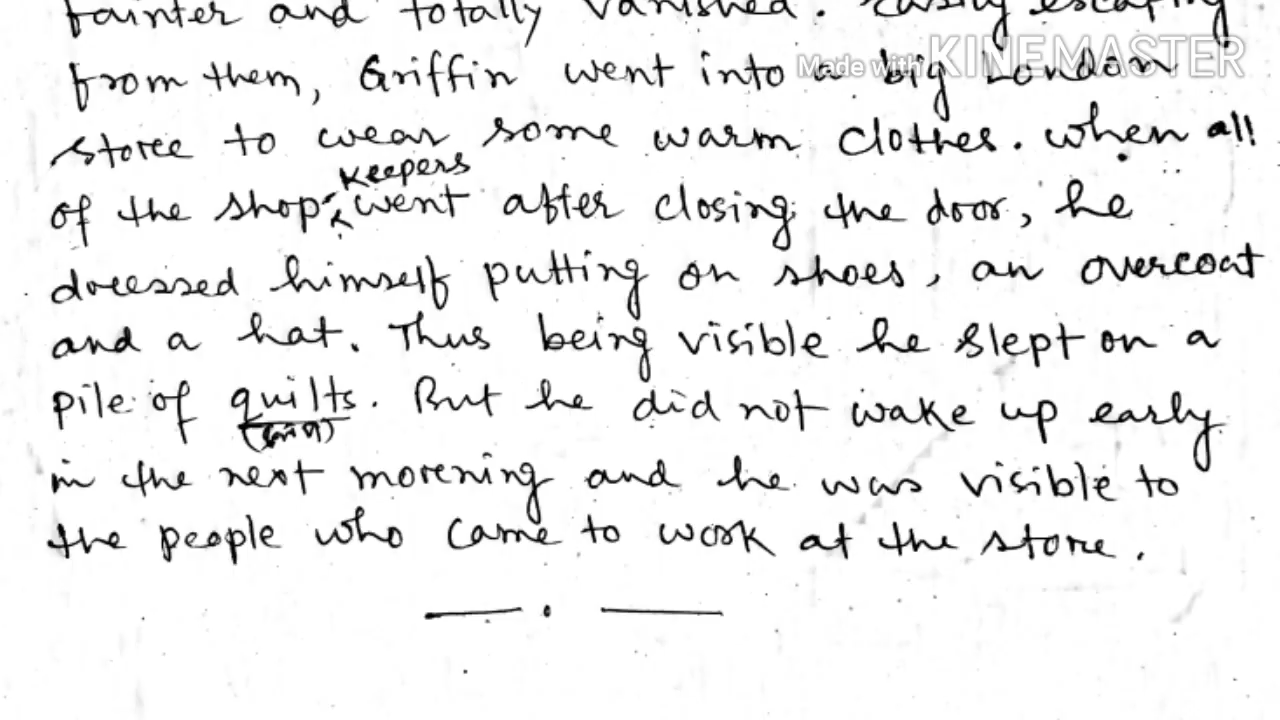 fainter and totally vanished. Easily escaping
Made with KINEMASTER
from them, Griffin went into a big London
store to wear some warm clothes. when all
keepers
of the shop went after closing the door, he
dressed himself putting on shoes, an overcoat
and a hat. Thus being visible he slept on a
pile of quilts. But he did not wake up early
in the next morning and he was visible to
the people who came to work at the store.